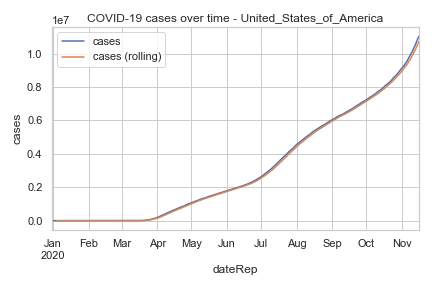 COVID-19 cases over time - United_States_of_America
1e7
cases
cases (rolling)
1.0
0.8
0.6
0.4
0.2
0.0
cases
Jan Feb Mar Apr May Jun Jul Aug Sep Oct Nov
2020
dateRep